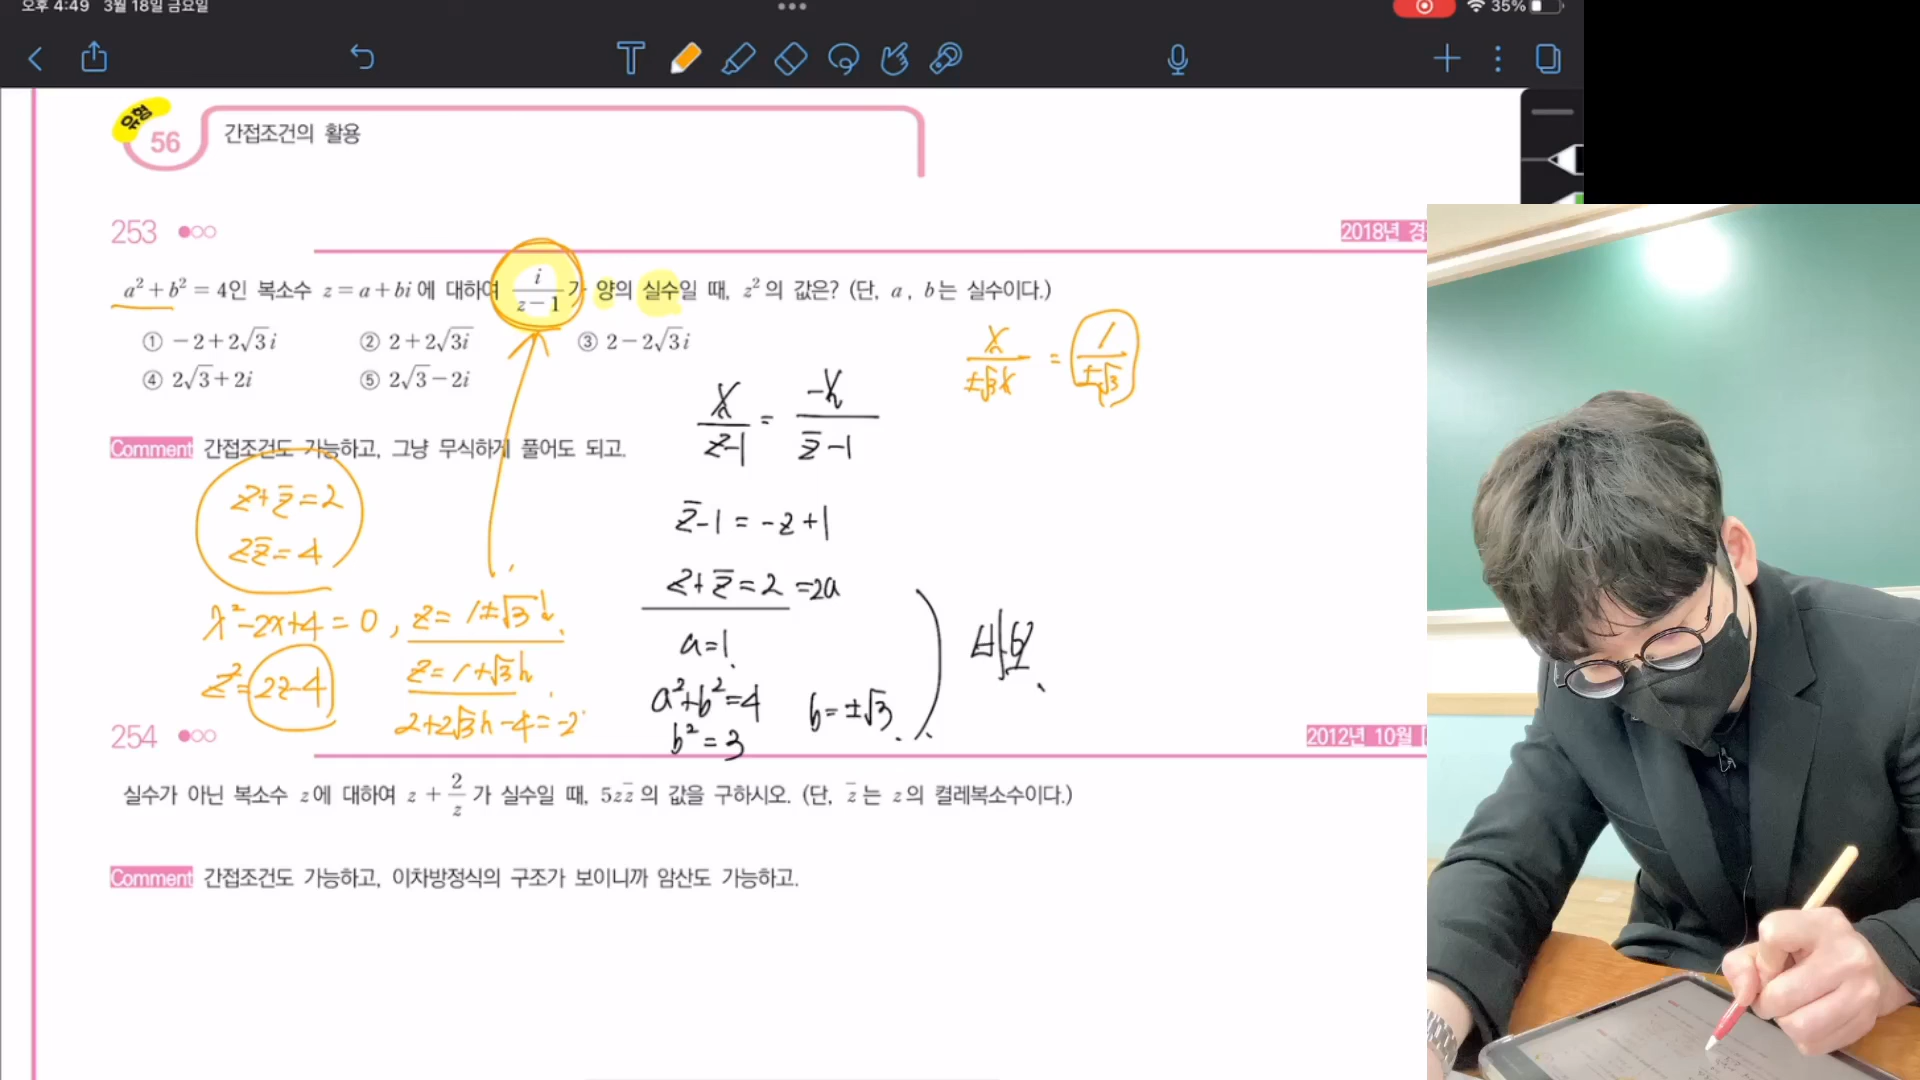 오후 4:49 3월 18일 금요일
35%
유형 56 간접조건의 활용
253
2018년 경
a² + b² = 4인 복소수 z = a + bi 에 대하여 i/(z-1) 가 양의 실수일 때, z² 의 값은? (단, a, b는 실수이다.)
① -2+2√3i ② 2+2√3i ③ 2-2√3i
④ 2√3+2i ⑤ 2√3-2i
i/(±√3i) = 1/(±√3)
i/(z-1) = -i/(z̄-1)
Comment 간접조건도 가능하고, 그냥 무식하게 풀어도 되고.
z+z̄=2
zz̄=4
z̄-1=-z+1
z+z̄=2=2a
x²-2x+4=0, z=1±√3i
a=1
z²=2z-4
z=1+√3i
a²+b²=4
b=±√3
2+2√3i-4=-2
b²=3
254
2012년 10월
실수가 아닌 복소수 z에 대하여 z + 2/z 가 실수일 때, 5zz̄ 의 값을 구하시오. (단, z̄ 는 z의 켤레복소수이다.)
Comment 간접조건도 가능하고, 이차방정식의 구조가 보이니까 암산도 가능하고.